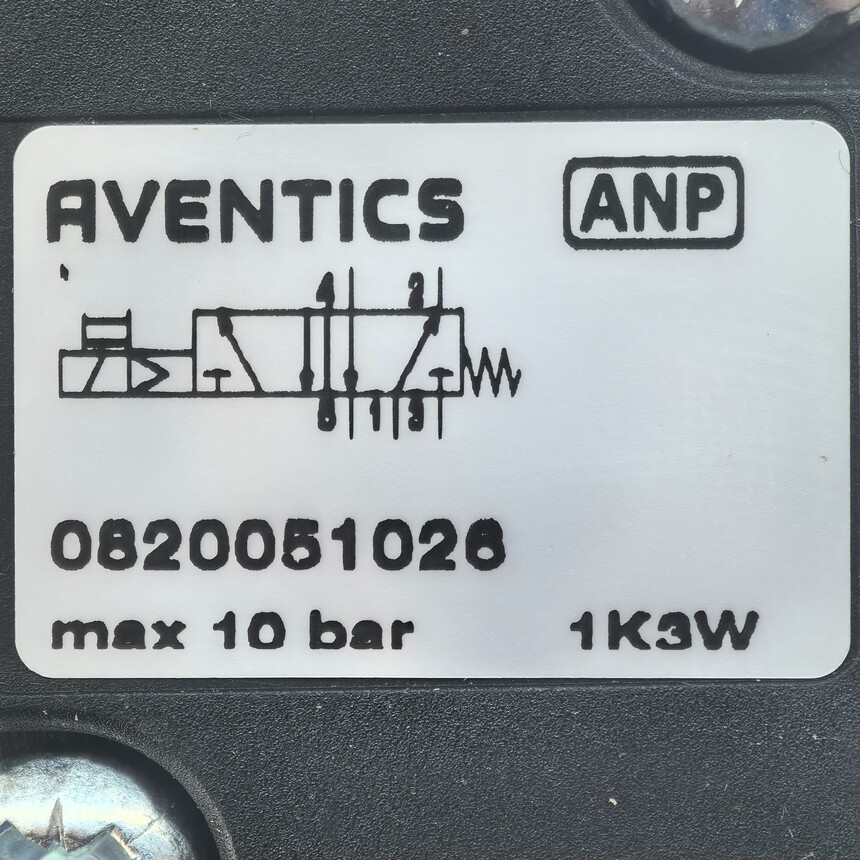 AVENTICS ANP
4 2
5 1 3
0820051026
max 10 bar 1K3W